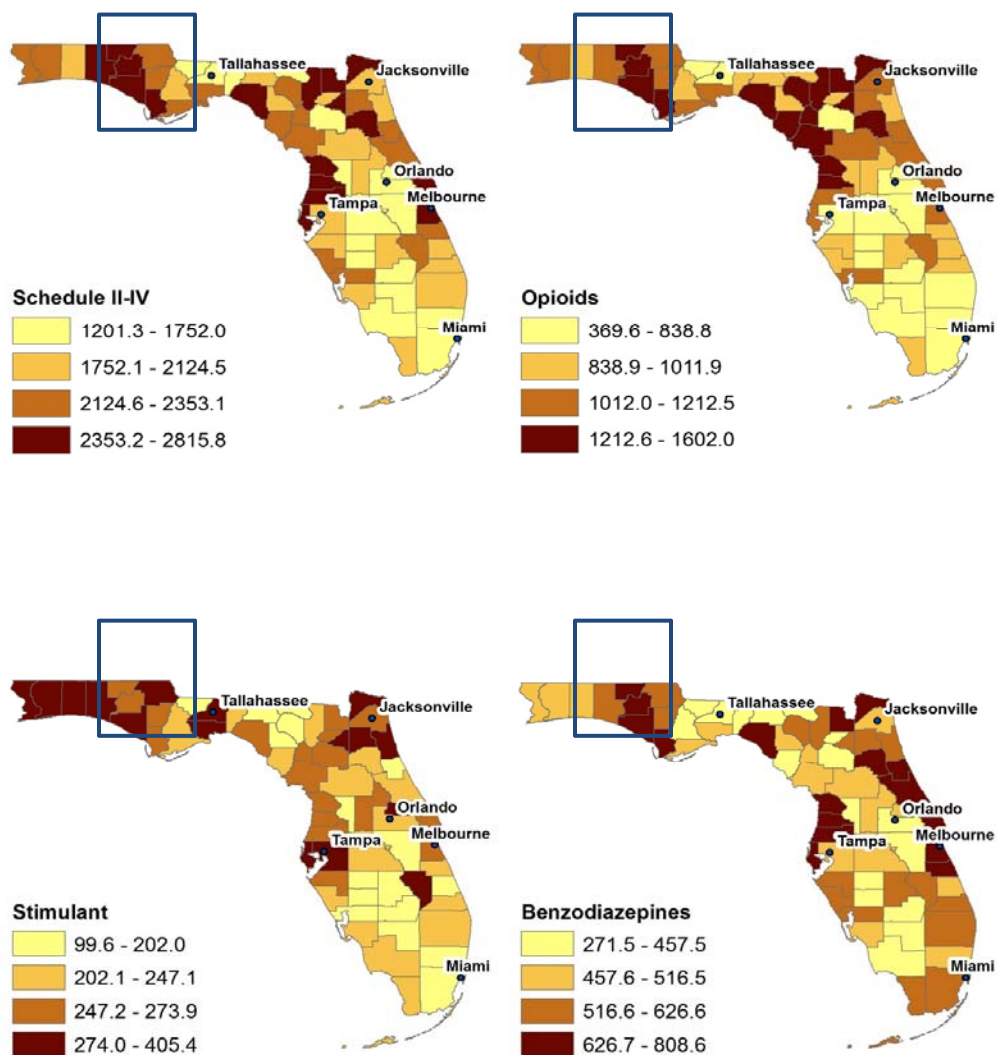 Tallahassee
Jacksonville
Orlando
Melbourne
Tampa
Miami
Schedule II-IV
1201.3 - 1752.0
1752.1 - 2124.5
2124.6 - 2353.1
2353.2 - 2815.8
Tallahassee
Jacksonville
Orlando
Melbourne
Tampa
Miami
Opioids
369.6 - 838.8
838.9 - 1011.9
1012.0 - 1212.5
1212.6 - 1602.0
Tallahassee
Jacksonville
Orlando
Melbourne
Tampa
Miami
Stimulant
99.6 - 202.0
202.1 - 247.1
247.2 - 273.9
274.0 - 405.4
Tallahassee
Jacksonville
Orlando
Melbourne
Tampa
Miami
Benzodiazepines
271.5 - 457.5
457.6 - 516.5
516.6 - 626.6
626.7 - 808.6